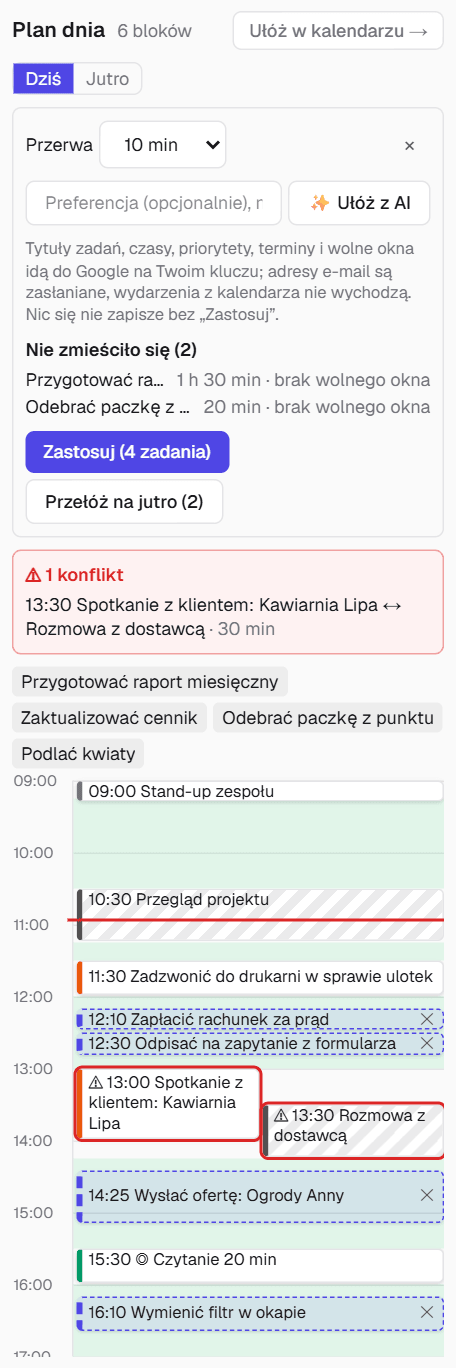 Plan dnia 6 bloków Ułóż w kalendarzu →
Dziś Jutro
Przerwa 10 min ×
Preferencja (opcjonalnie), r ✨ Ułóż z AI
Tytuły zadań, czasy, priorytety, terminy i wolne okna
idą do Google na Twoim kluczu; adresy e-mail są
zasłaniane, wydarzenia z kalendarza nie wychodzą.
Nic się nie zapisze bez „Zastosuj”.
Nie zmieściło się (2)
Przygotować ra... 1 h 30 min · brak wolnego okna
Odebrać paczkę z ... 20 min · brak wolnego okna
Zastosuj (4 zadania)
Przełóż na jutro (2)
⚠ 1 konflikt
13:30 Spotkanie z klientem: Kawiarnia Lipa ↔
Rozmowa z dostawcą · 30 min
Przygotować raport miesięczny
Zaktualizować cennik Odebrać paczkę z punktu
Podlać kwiaty
09:00 09:00 Stand-up zespołu
10:00
10:30 Przegląd projektu
11:00
11:30 Zadzwonić do drukarni w sprawie ulotek
12:00
12:10 Zapłacić rachunek za prąd ×
12:30 Odpisać na zapytanie z formularza ×
13:00
⚠ 13:00 Spotkanie z
klientem: Kawiarnia
Lipa
⚠ 13:30 Rozmowa z
dostawcą
14:00
14:25 Wysłać ofertę: Ogrody Anny ×
15:00
15:30 ◎ Czytanie 20 min
16:00
16:10 Wymienić filtr w okapie ×
17:00